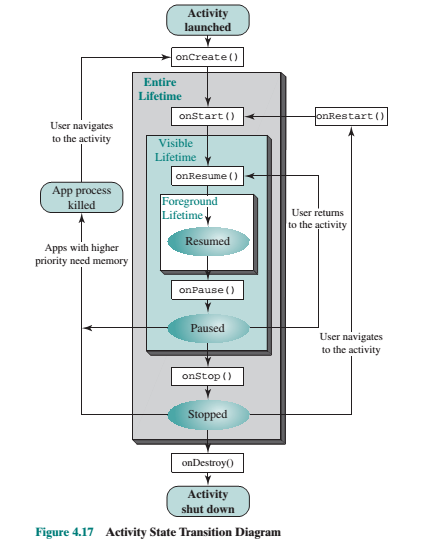 Activity
launched
onCreate()
Entire
Lifetime
onStart()
onRestart()
User navigates
to the activity
Visible
Lifetime
onResume()
App process
killed
Foreground
Lifetime
User returns
to the activity
Resumed
Apps with higher
priority need memory
onPause()
Paused
User navigates
to the activity
onStop()
Stopped
onDestroy()
Activity
shut down
Figure 4.17 Activity State Transition Diagram